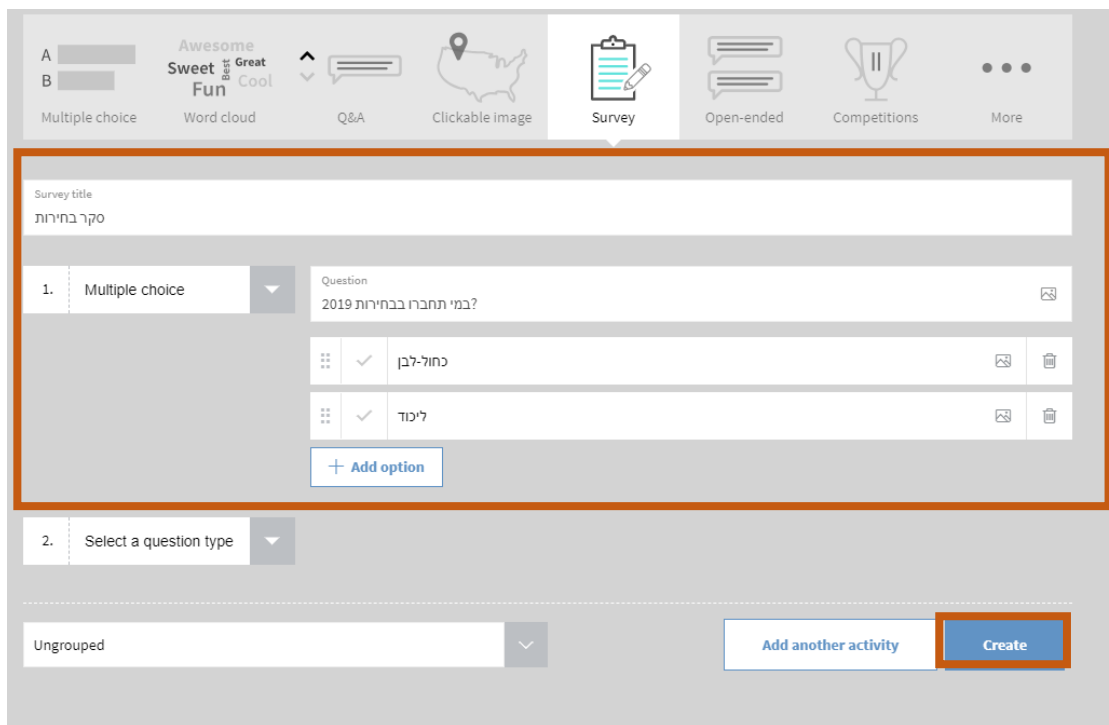 A
B
Multiple choice
Awesome
Sweet Best Great
Fun Cool
Word cloud
Q&A
Clickable image
Survey
Open-ended
Competitions
More
Survey title
סקר בחירות
1. Multiple choice
Question
במי תחברו בבחירות 2019?
כחול-לבן
ליכוד
+ Add option
2. Select a question type
Ungrouped
Add another activity
Create